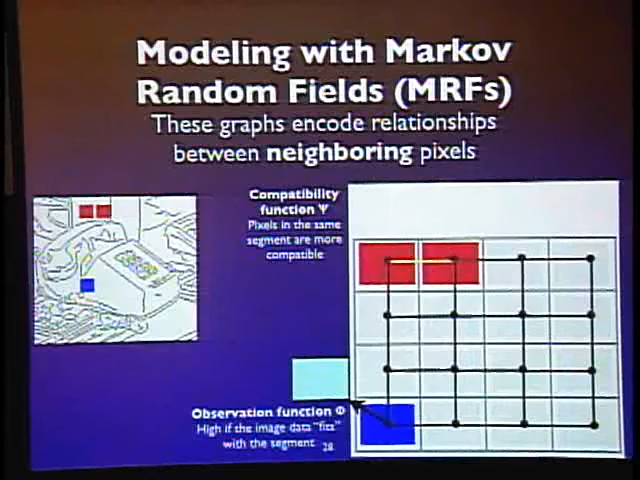 Modeling with Markov
Random Fields (MRFs)
These graphs encode relationships
between neighboring pixels
Compatibility
function Ψ
Pixels in the same
segment are more
compatible
Observation function Φ
High if the image data "fits"
with the segment
28